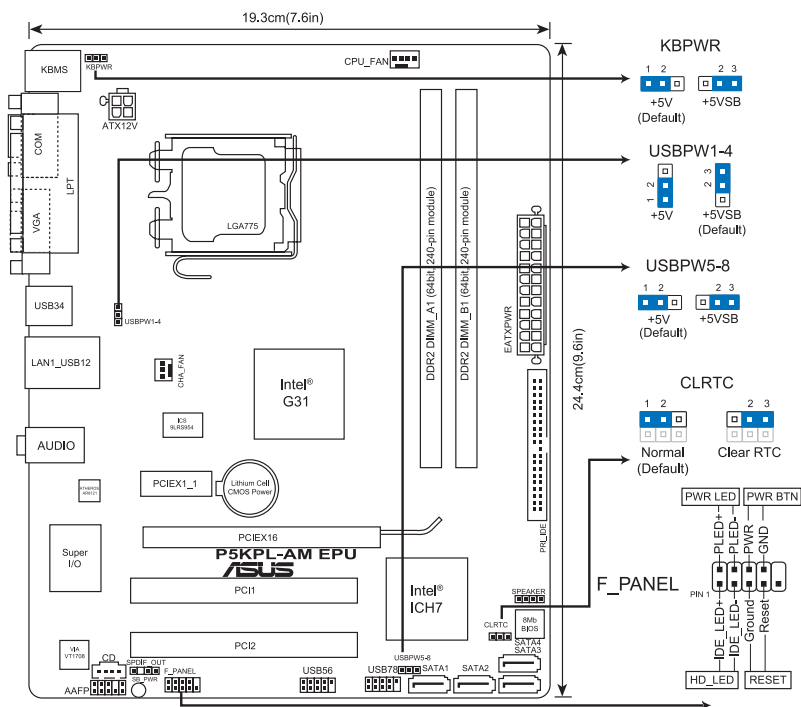 19.3cm(7.6in)
KBMS
KBPWR
CPU_FAN
ATX12V
COM
LPT
VGA
LGA775
DDR2 DIMM_A1 (64bit, 240-pin module)
DDR2 DIMM_B1 (64bit, 240-pin module)
EATXPWR
24.4cm(9.6in)
USB34
USBPW1-4
LAN1_USB12
CHA_FAN
Intel®
G31
ICS
9LRS954
AUDIO
PCIEX1_1
Lithium Cell
CMOS Power
ATHEROS
AR8121
PCIEX16
PRI_IDE
Super
I/O
P5KPL-AM EPU
ASUS
PCI1
Intel®
ICH7
SPEAKER
8Mb
BIOS
CLRTC
PCI2
VIA
VT1708
CD
SPDIF_OUT
SB_PWR
AAFP
F_PANEL
USB56
USB78
USBPW5-8
SATA1
SATA2
SATA4
SATA3
KBPWR
1 2
2 3
+5V
(Default)
+5VSB
USBPW1-4
2
1
3
2
+5V
+5VSB
(Default)
USBPW5-8
1 2
2 3
+5V
(Default)
+5VSB
CLRTC
1 2
2 3
Normal
(Default)
Clear RTC
PWR LED
PWR BTN
PLED+
PLED-
PWR
GND
F_PANEL
PIN 1
IDE_LED+
IDE_LED-
Ground
Reset
HD_LED
RESET